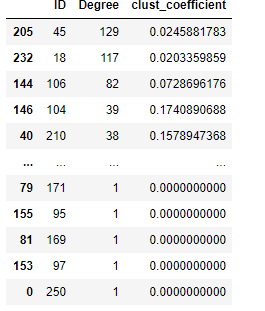 ID Degree clust_coefficient
205 45 129 0.0245881783
232 18 117 0.0203359859
144 106 82 0.0728696176
146 104 39 0.1740890688
40 210 38 0.1578947368
... ... ... ...
79 171 1 0.0000000000
155 95 1 0.0000000000
81 169 1 0.0000000000
153 97 1 0.0000000000
0 250 1 0.0000000000